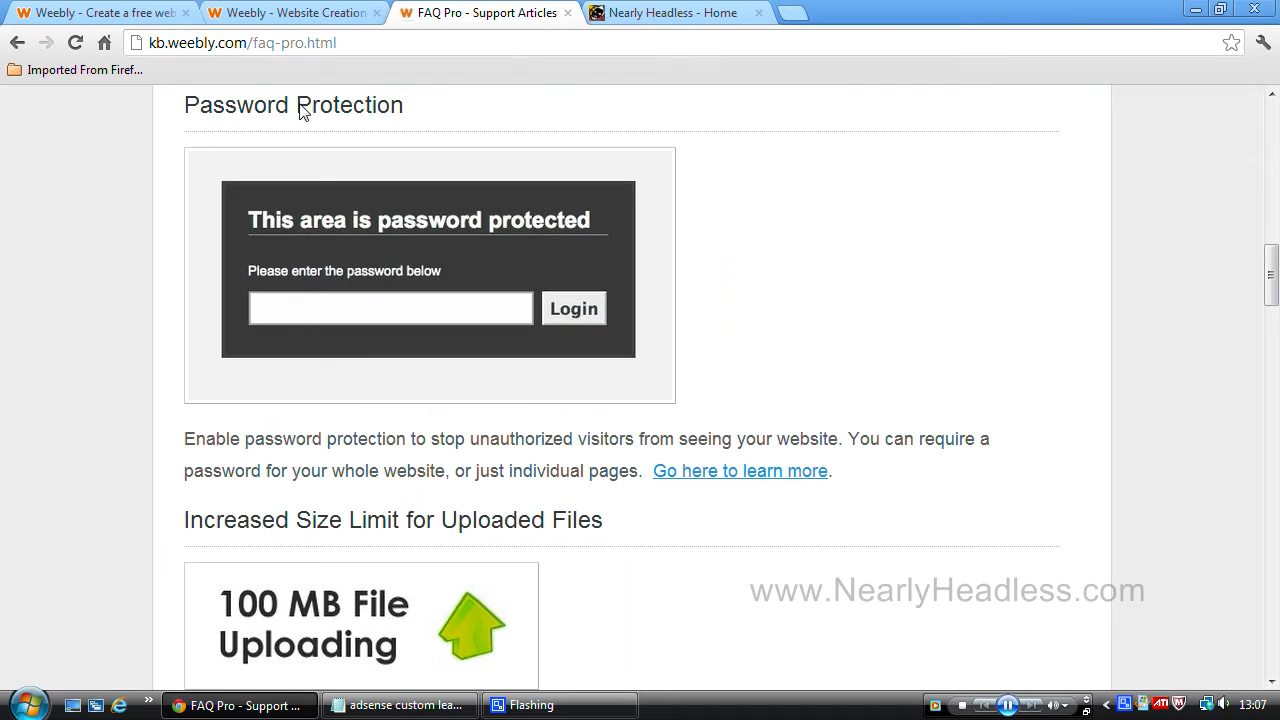 Weebly - Create a free web
Weebly - Website Creation
FAQ Pro - Support Articles
Nearly Headless - Home
kb.weebly.com/faq-pro.html
Imported From Firef...
Password Protection
This area is password protected
Please enter the password below
Login
Enable password protection to stop unauthorized visitors from seeing your website. You can require a
password for your whole website, or just individual pages. Go here to learn more.
Increased Size Limit for Uploaded Files
100 MB File
Uploading
www.NearlyHeadless.com
FAQ Pro - Support ...
adsense custom lea...
Flashing
ATI
13:07